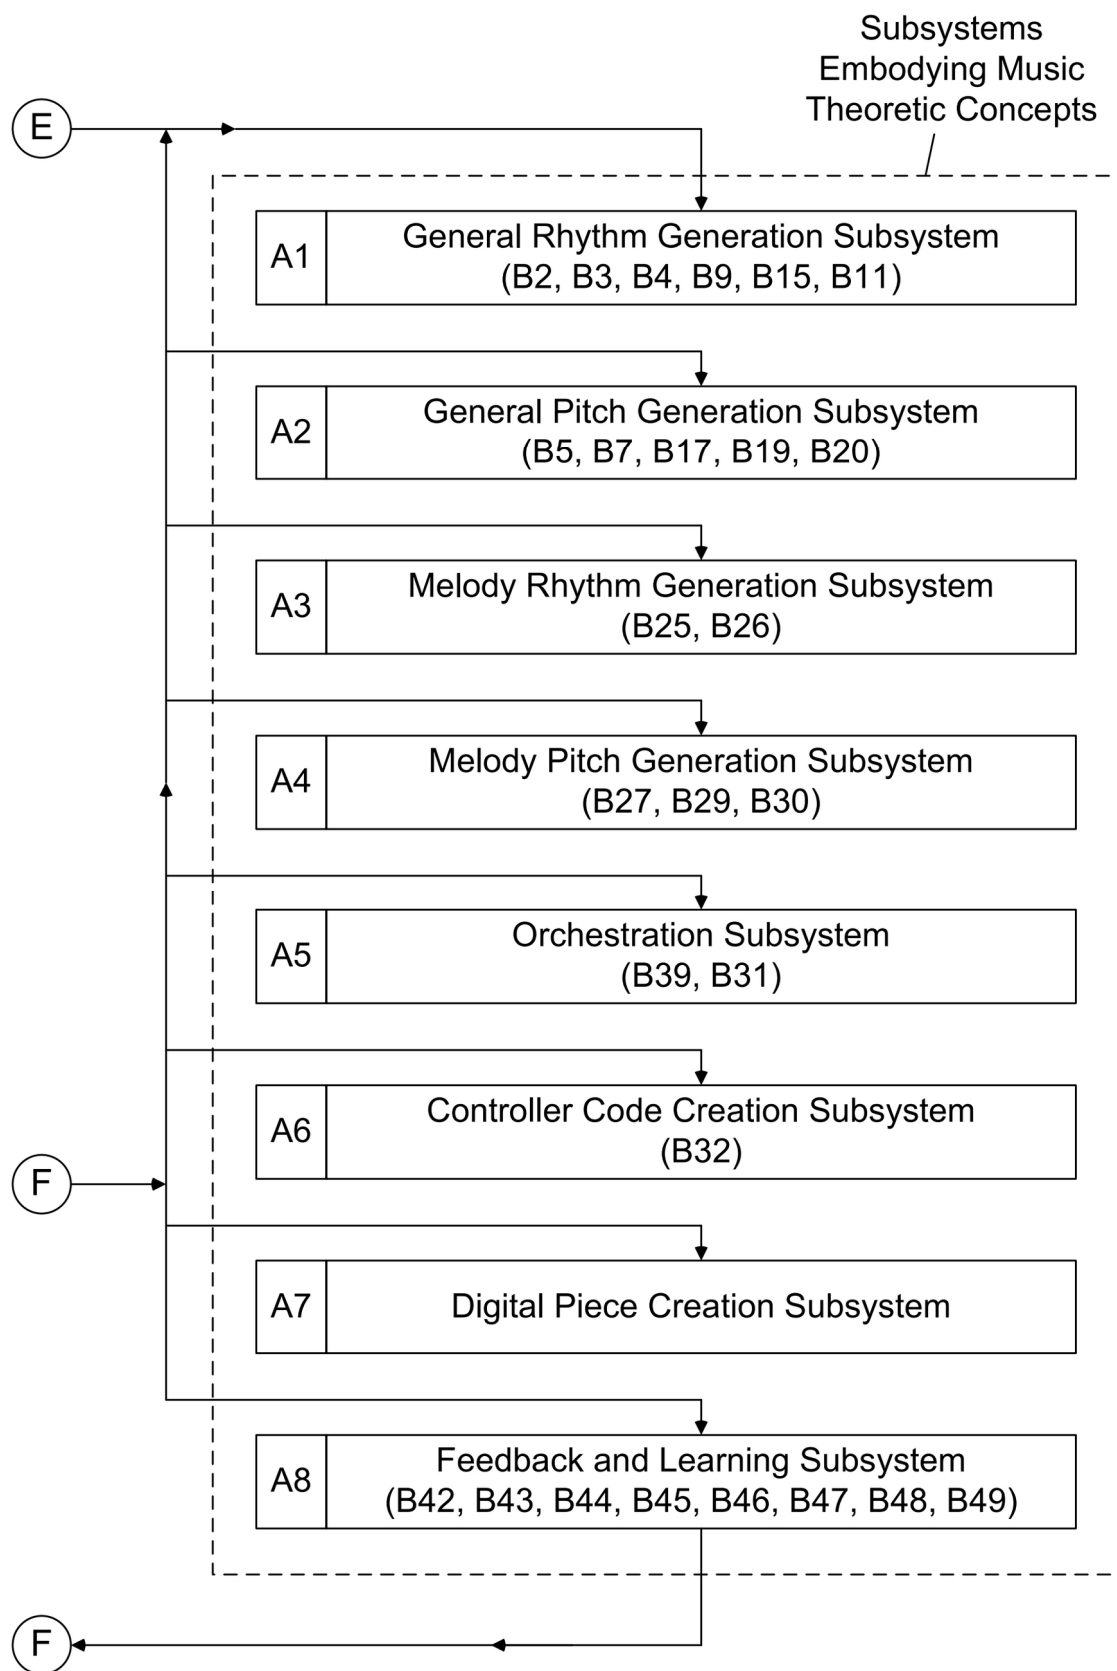 Subsystems
Embodying Music
Theoretic Concepts
E
A1
General Rhythm Generation Subsystem
(B2, B3, B4, B9, B15, B11)
A2
General Pitch Generation Subsystem
(B5, B7, B17, B19, B20)
A3
Melody Rhythm Generation Subsystem
(B25, B26)
A4
Melody Pitch Generation Subsystem
(B27, B29, B30)
A5
Orchestration Subsystem
(B39, B31)
A6
Controller Code Creation Subsystem
(B32)
F
A7
Digital Piece Creation Subsystem
A8
Feedback and Learning Subsystem
(B42, B43, B44, B45, B46, B47, B48, B49)
F